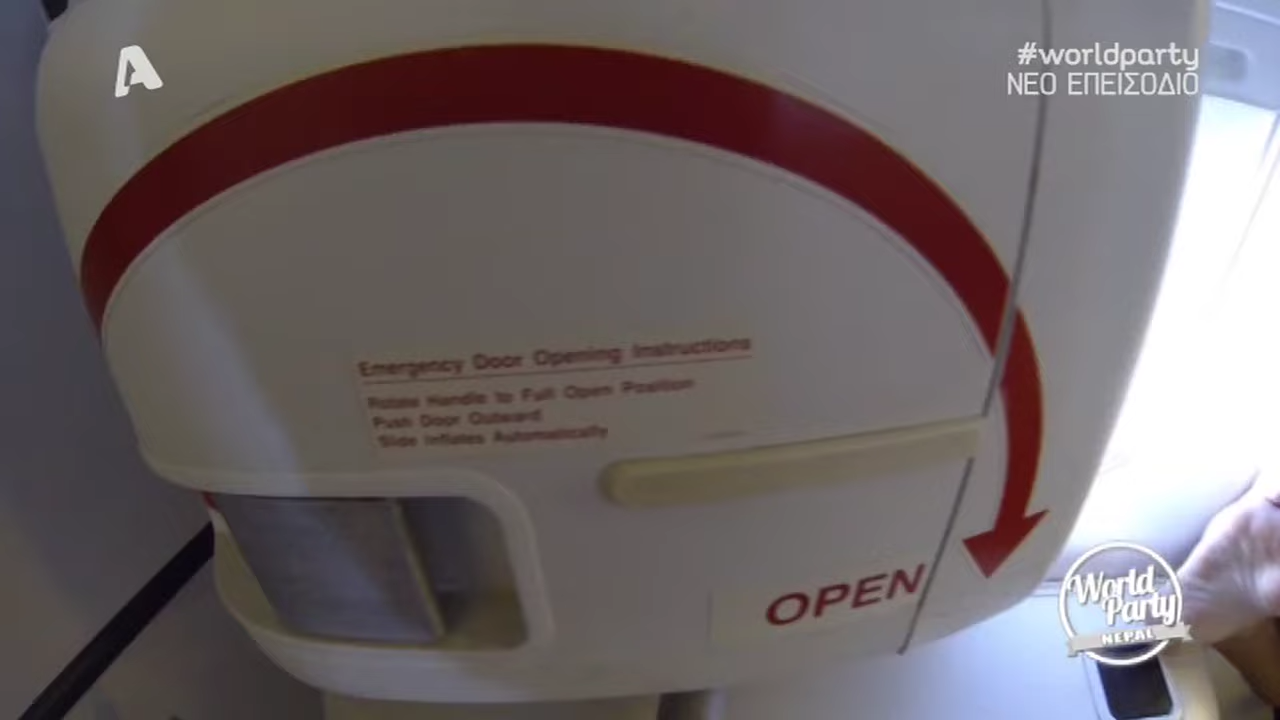 #worldparty
ΝΕΟ ΕΠΕΙΣΟΔΙΟ
Emergency Door Opening Instructions
Rotate Handle to Full Open Position
Push Door Outward
Slide Inflates Automatically
OPEN
World
Party
NEPAL